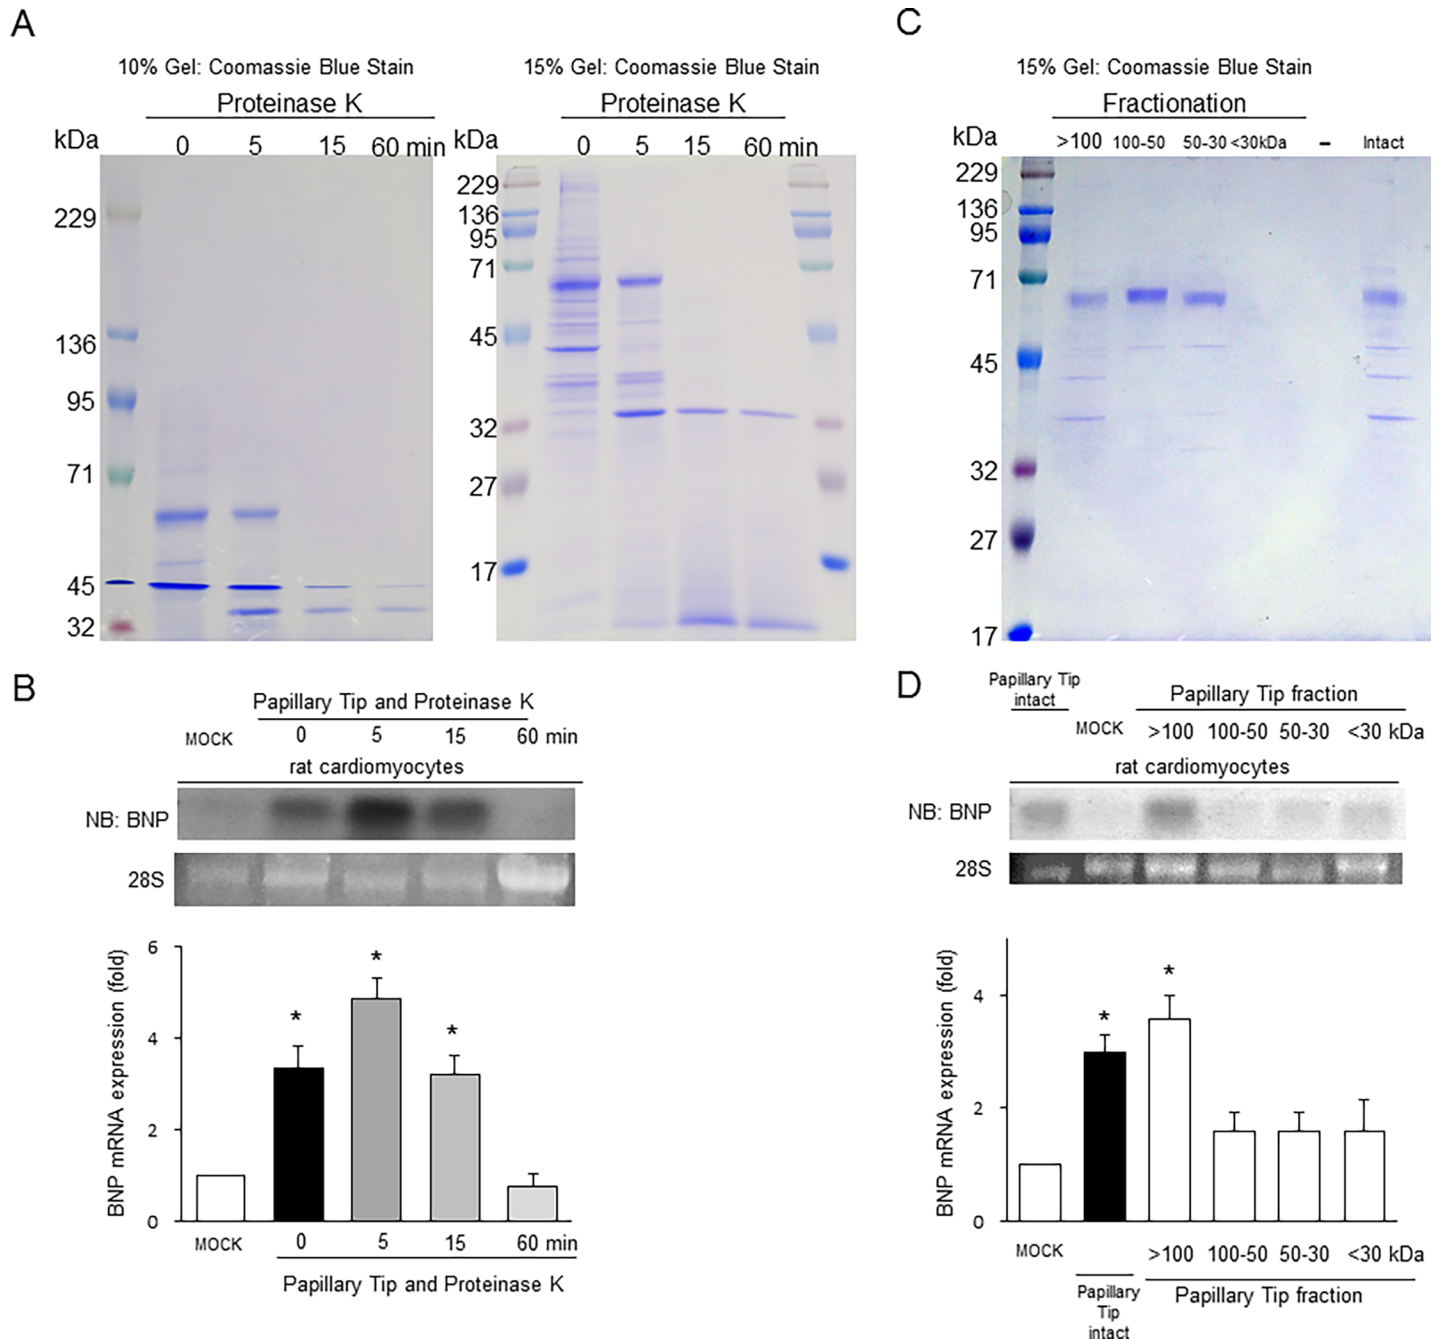 A
10% Gel: Coomassie Blue Stain
Proteinase K
kDa
0 5 15 60 min
229
136
95
71
45
32
15% Gel: Coomassie Blue Stain
Proteinase K
kDa
0 5 15 60 min
229
136
95
71
45
32
27
17
C
15% Gel: Coomassie Blue Stain
Fractionation
kDa
>100 100-50 50-30 <30kDa – Intact
229
136
95
71
45
32
27
17
B
Papillary Tip and Proteinase K
MOCK 0 5 15 60 min
rat cardiomyocytes
NB: BNP
28S
BNP mRNA expression (fold)
6
4
2
0
*
*
*
MOCK 0 5 15 60 min
Papillary Tip and Proteinase K
D
Papillary Tip
intact
Papillary Tip fraction
MOCK >100 100-50 50-30 <30 kDa
rat cardiomyocytes
NB: BNP
28S
BNP mRNA expression (fold)
4
2
0
*
*
MOCK >100 100-50 50-30 <30 kDa
Papillary
Tip
intact
Papillary Tip fraction